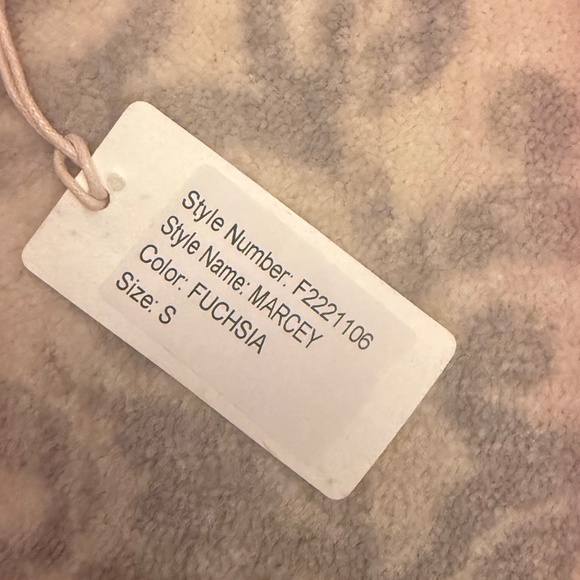 Style Number: F2221106
Style Name: MARCEY
Color: FUCHSIA
Size: S